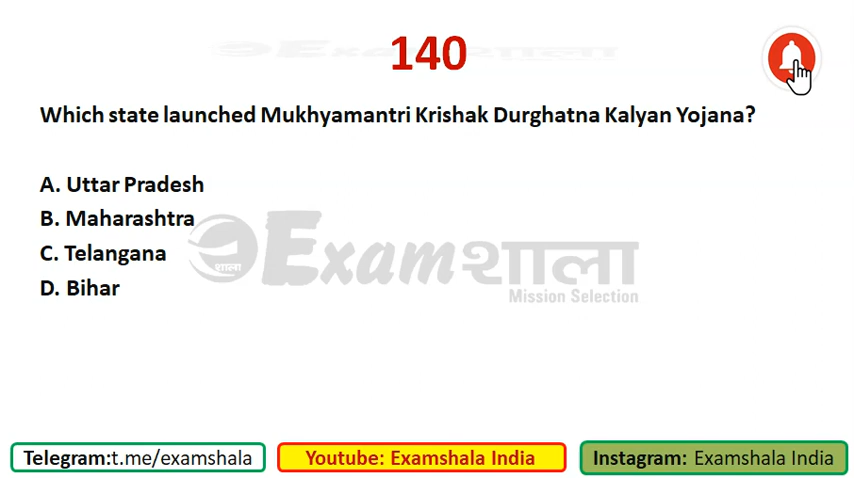 140
Which state launched Mukhyamantri Krishak Durghatna Kalyan Yojana?
A. Uttar Pradesh
B. Maharashtra
C. Telangana
D. Bihar
शाला
Examशाला
Mission Selection
Telegram:t.me/examshala
Youtube: Examshala India
Instagram: Examshala India